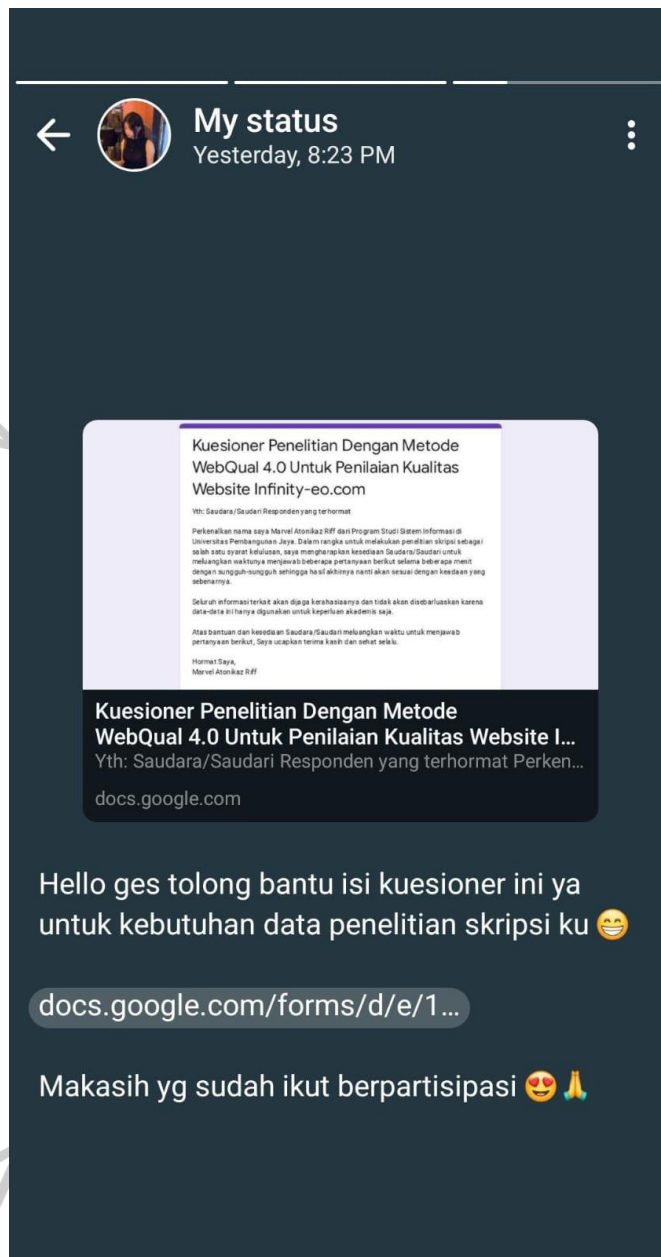 My status
Yesterday, 8:23 PM
Kuesioner Penelitian Dengan Metode
WebQual 4.0 Untuk Penilaian Kualitas
Website Infinity-eo.com
Yth: Saudara/Saudari Responden yang terhormat
Perkenalkan nama saya Marvel Atonikaz Riff dari Program Studi Sistem Informasi di
Universitas Pembangunan Jaya. Dalam rangka untuk melakukan penelitian skripsi sebagai
salah satu syarat kelulusan, saya mengharapkan kesediaan Saudara/Saudari untuk
meluangkan waktunya menjawab beberapa pertanyaan berikut selama beberapa menit
dengan sungguh-sungguh sehingga hasil akhirnya nanti akan sesuai dengan keadaan yang
sebenarnya.
Seluruh informasi terkait akan dijaga kerahasiaanya dan tidak akan disebarluaskan karena
data-data ini hanya digunakan untuk keperluan akademis saja.
Atas bantuan dan kesediaan Saudara/Saudari meluangkan waktu untuk menjawab
pertanyaan berikut, Saya ucapkan terima kasih dan sehat selalu.
Hormat Saya,
Marvel Atonikaz Riff
Kuesioner Penelitian Dengan Metode
WebQual 4.0 Untuk Penilaian Kualitas Website I...
Yth: Saudara/Saudari Responden yang terhormat Perken...
docs.google.com
Hello ges tolong bantu isi kuesioner ini ya
untuk kebutuhan data penelitian skripsi ku 😁
docs.google.com/forms/d/e/1...
Makasih yg sudah ikut berpartisipasi 😍🙏